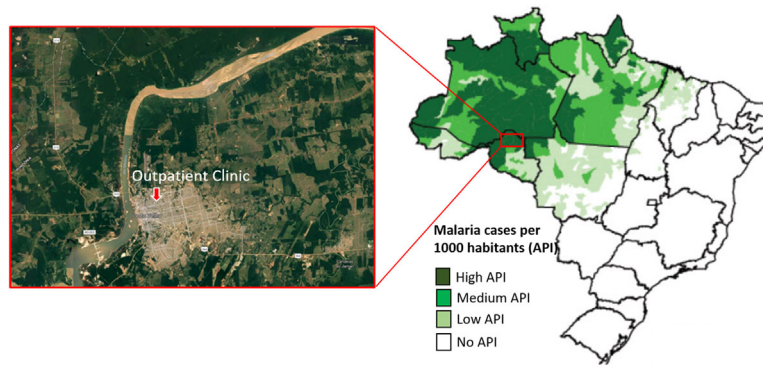 Outpatient Clinic
Malaria cases per
1000 habitants (API)
High API
Medium API
Low API
No API